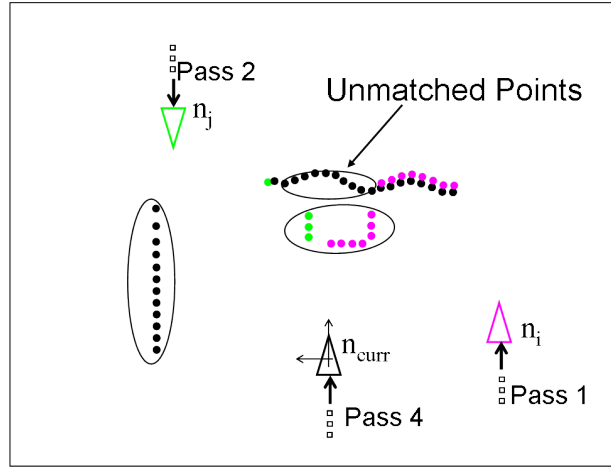 Pass 2
n_j
Unmatched Points
n_curr
n_i
Pass 4
Pass 1